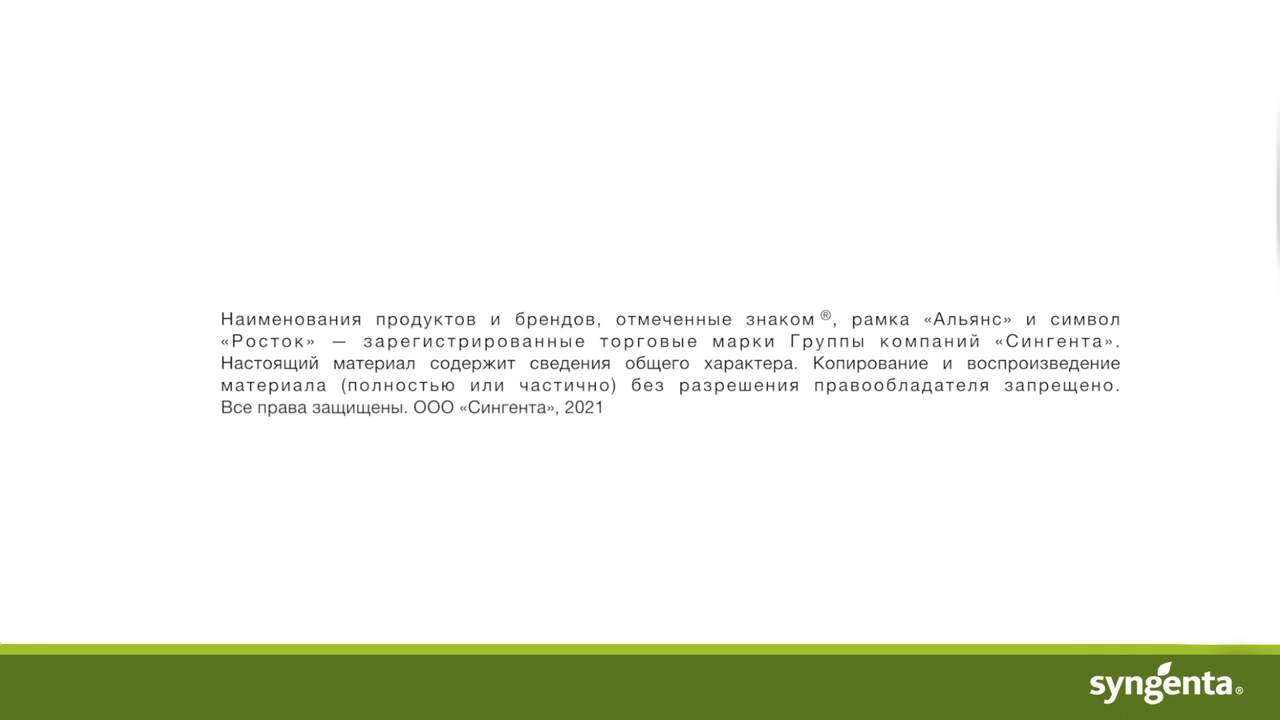 Наименования продуктов и брендов, отмеченные знаком ®, рамка «Альянс» и символ
«Росток» — зарегистрированные торговые марки Группы компаний «Сингента».
Настоящий материал содержит сведения общего характера. Копирование и воспроизведение
материала (полностью или частично) без разрешения правообладателя запрещено.
Все права защищены. ООО «Сингента», 2021
syngenta®